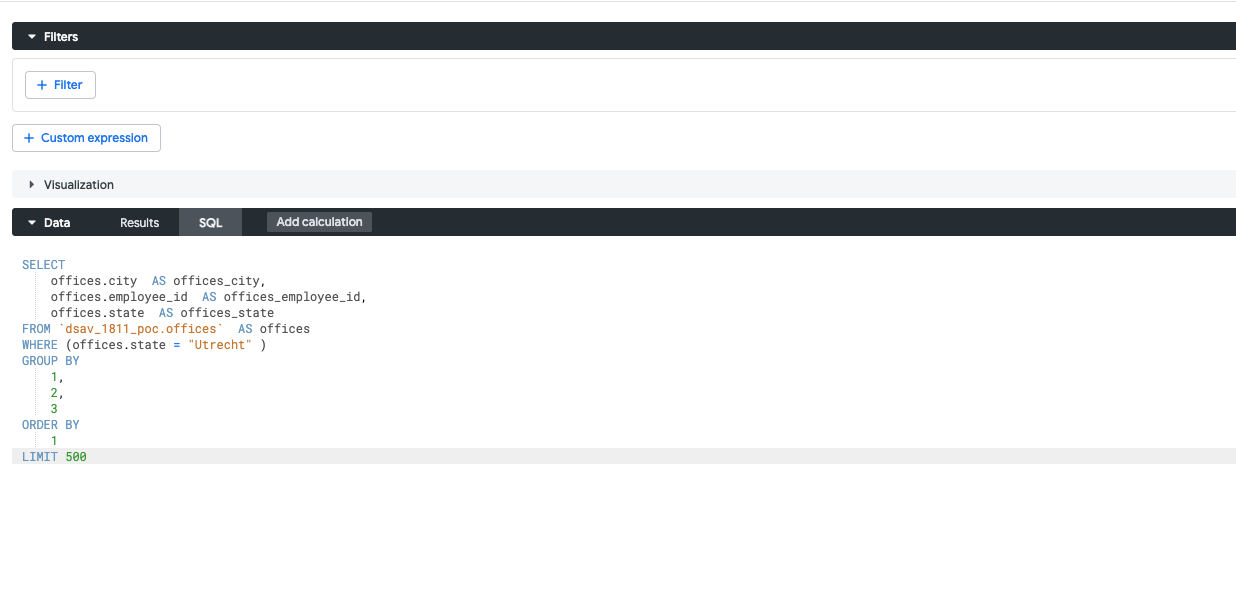 Filters
+ Filter
+ Custom expression
Visualization
Data Results SQL Add calculation
SELECT
    offices.city  AS offices_city,
    offices.employee_id  AS offices_employee_id,
    offices.state  AS offices_state
FROM `dsav_1811_poc.offices`  AS offices
WHERE (offices.state = "Utrecht" )
GROUP BY
    1,
    2,
    3
ORDER BY
    1
LIMIT 500